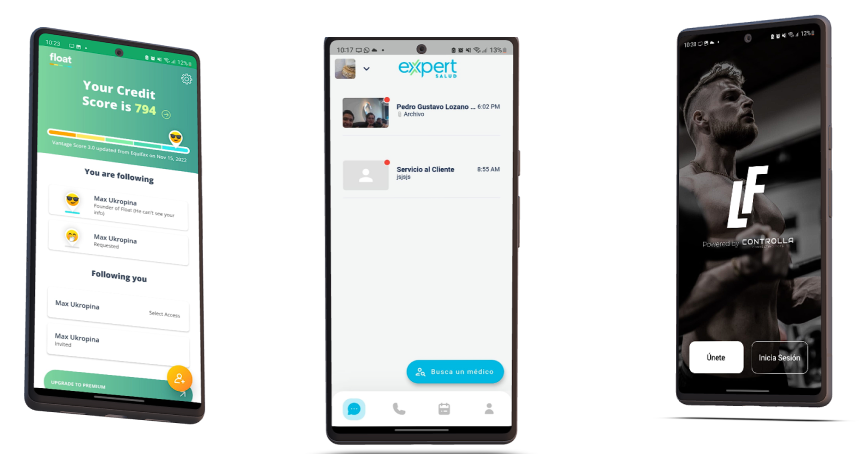 10:23
12%
float
Your Credit
Score is 794
Vantage Score 3.0 updated from Equifax on Nov 15, 2022
You are following
Max Ukropina
Founder of Float (He can't see your
info)
Max Ukropina
Requested
Following you
Max Ukropina
Select Access
Max Ukropina
Invited
UPGRADE TO PREMIUM
10:17
13%
expert
SALUD
Pedro Gustavo Lozano ... 6:02 PM
Archivo
Servicio al Cliente 8:55 AM
jsjsjs
Busca un médico
10:20
12%
LF
Powered by CONTROLLA
Únete
Inicia Sesión